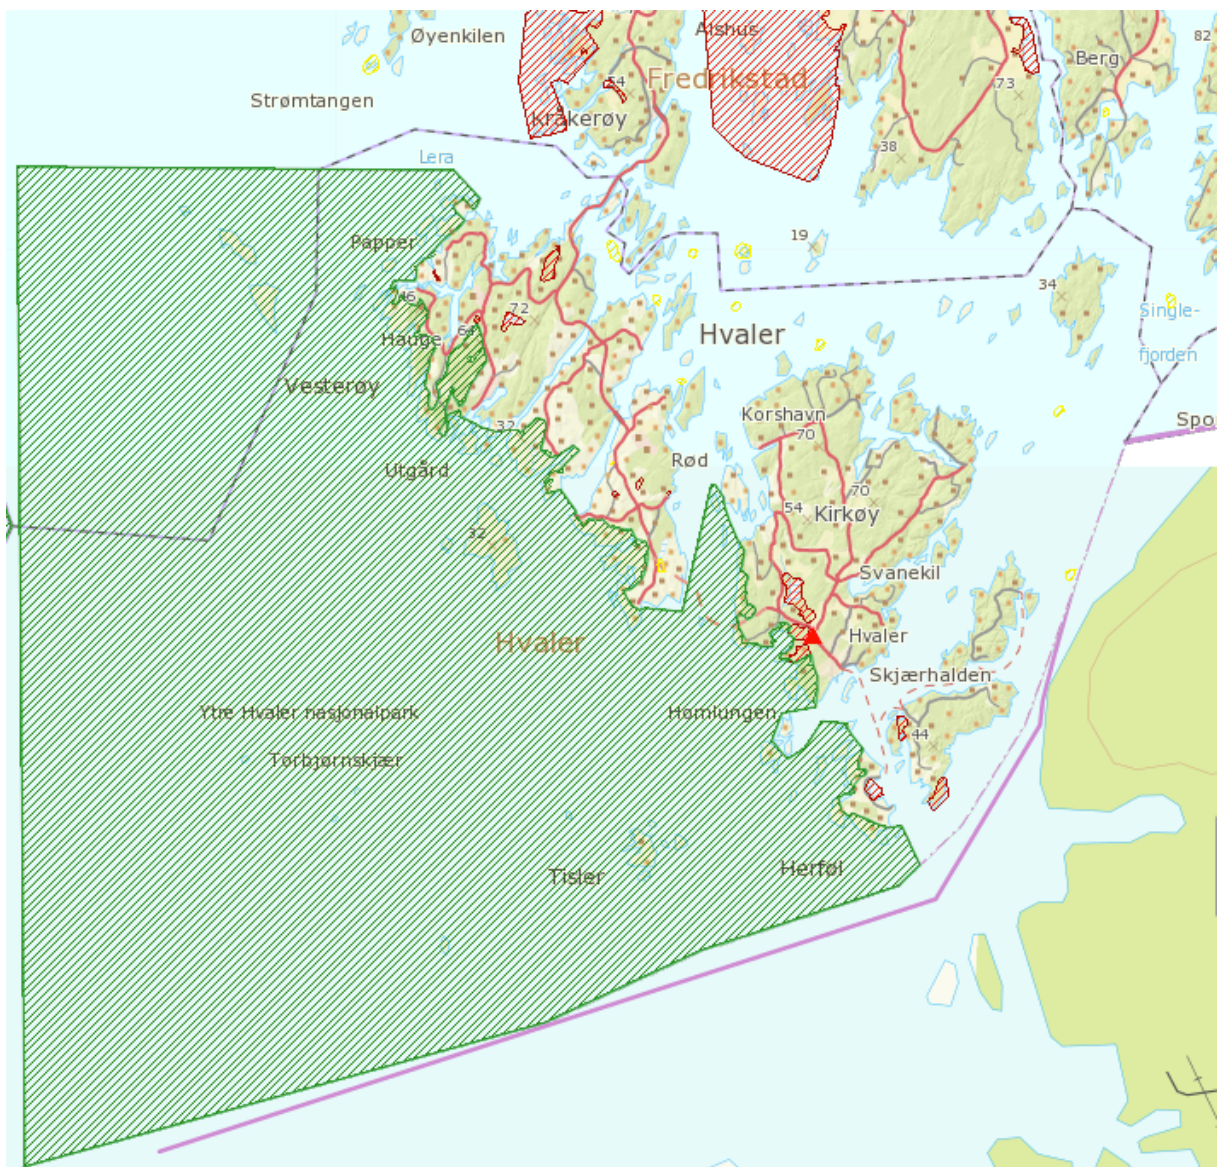 Øyenkilen
Alshus
82
Berg
Fredrikstad
54
73
Strømtangen
Kråkerøy
38
Lera
Papper
19
34
46
72
Single-
fjorden
64
Hauge
Hvaler
Vesterøy
Korshavn
Spo
32
70
Utgård
Rød
70
54
Kirkøy
32
Svanekil
Hvaler
Hvaler
Skjærhalden
Ytre Hvaler nasjonalpark
Homlungen
44
Torbjørnskjær
Tisler
Herføl